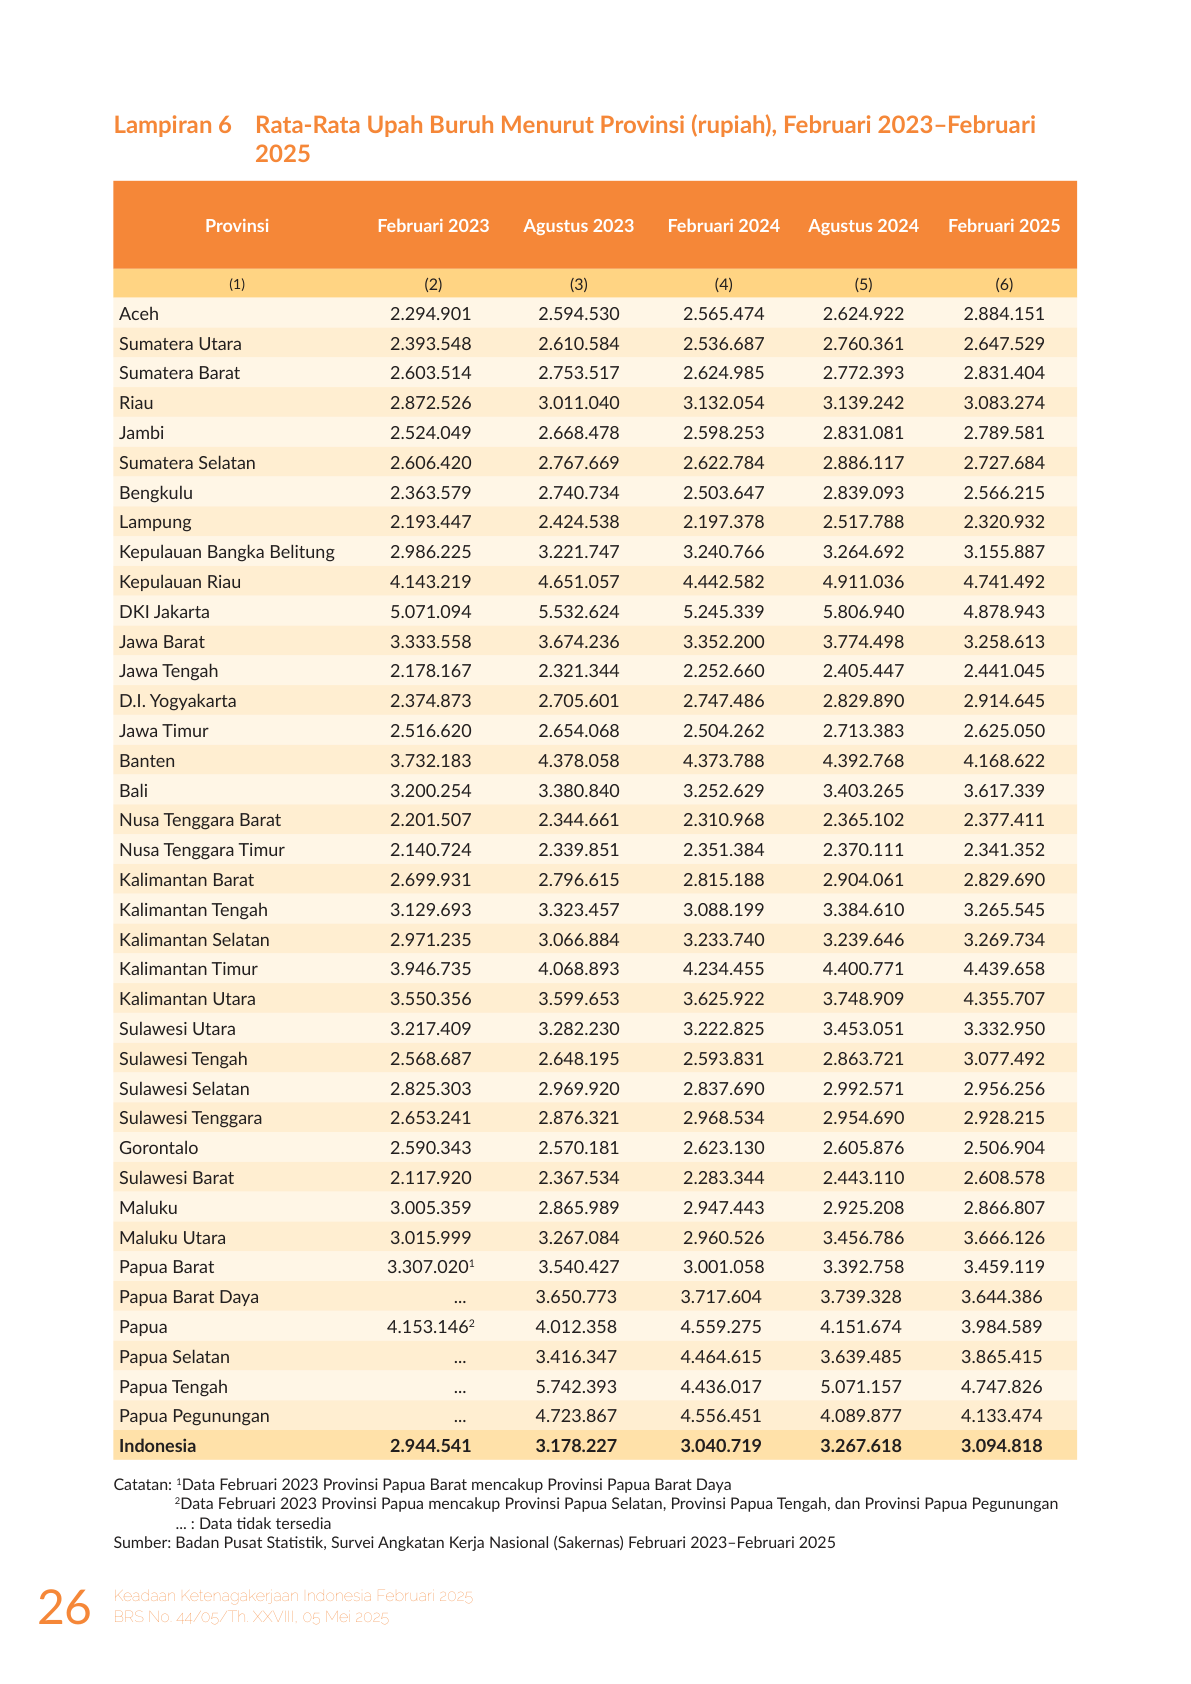 Lampiran 6 Rata-Rata Upah Buruh Menurut Provinsi (rupiah), Februari 2023–Februari
2025
Provinsi Februari 2023 Agustus 2023 Februari 2024 Agustus 2024 Februari 2025
(1) (2) (3) (4) (5) (6)
Aceh 2.294.901 2.594.530 2.565.474 2.624.922 2.884.151
Sumatera Utara 2.393.548 2.610.584 2.536.687 2.760.361 2.647.529
Sumatera Barat 2.603.514 2.753.517 2.624.985 2.772.393 2.831.404
Riau 2.872.526 3.011.040 3.132.054 3.139.242 3.083.274
Jambi 2.524.049 2.668.478 2.598.253 2.831.081 2.789.581
Sumatera Selatan 2.606.420 2.767.669 2.622.784 2.886.117 2.727.684
Bengkulu 2.363.579 2.740.734 2.503.647 2.839.093 2.566.215
Lampung 2.193.447 2.424.538 2.197.378 2.517.788 2.320.932
Kepulauan Bangka Belitung 2.986.225 3.221.747 3.240.766 3.264.692 3.155.887
Kepulauan Riau 4.143.219 4.651.057 4.442.582 4.911.036 4.741.492
DKI Jakarta 5.071.094 5.532.624 5.245.339 5.806.940 4.878.943
Jawa Barat 3.333.558 3.674.236 3.352.200 3.774.498 3.258.613
Jawa Tengah 2.178.167 2.321.344 2.252.660 2.405.447 2.441.045
D.I. Yogyakarta 2.374.873 2.705.601 2.747.486 2.829.890 2.914.645
Jawa Timur 2.516.620 2.654.068 2.504.262 2.713.383 2.625.050
Banten 3.732.183 4.378.058 4.373.788 4.392.768 4.168.622
Bali 3.200.254 3.380.840 3.252.629 3.403.265 3.617.339
Nusa Tenggara Barat 2.201.507 2.344.661 2.310.968 2.365.102 2.377.411
Nusa Tenggara Timur 2.140.724 2.339.851 2.351.384 2.370.111 2.341.352
Kalimantan Barat 2.699.931 2.796.615 2.815.188 2.904.061 2.829.690
Kalimantan Tengah 3.129.693 3.323.457 3.088.199 3.384.610 3.265.545
Kalimantan Selatan 2.971.235 3.066.884 3.233.740 3.239.646 3.269.734
Kalimantan Timur 3.946.735 4.068.893 4.234.455 4.400.771 4.439.658
Kalimantan Utara 3.550.356 3.599.653 3.625.922 3.748.909 4.355.707
Sulawesi Utara 3.217.409 3.282.230 3.222.825 3.453.051 3.332.950
Sulawesi Tengah 2.568.687 2.648.195 2.593.831 2.863.721 3.077.492
Sulawesi Selatan 2.825.303 2.969.920 2.837.690 2.992.571 2.956.256
Sulawesi Tenggara 2.653.241 2.876.321 2.968.534 2.954.690 2.928.215
Gorontalo 2.590.343 2.570.181 2.623.130 2.605.876 2.506.904
Sulawesi Barat 2.117.920 2.367.534 2.283.344 2.443.110 2.608.578
Maluku 3.005.359 2.865.989 2.947.443 2.925.208 2.866.807
Maluku Utara 3.015.999 3.267.084 2.960.526 3.456.786 3.666.126
Papua Barat 3.307.020¹ 3.540.427 3.001.058 3.392.758 3.459.119
Papua Barat Daya ... 3.650.773 3.717.604 3.739.328 3.644.386
Papua 4.153.146² 4.012.358 4.559.275 4.151.674 3.984.589
Papua Selatan ... 3.416.347 4.464.615 3.639.485 3.865.415
Papua Tengah ... 5.742.393 4.436.017 5.071.157 4.747.826
Papua Pegunungan ... 4.723.867 4.556.451 4.089.877 4.133.474
Indonesia 2.944.541 3.178.227 3.040.719 3.267.618 3.094.818
Catatan: ¹Data Februari 2023 Provinsi Papua Barat mencakup Provinsi Papua Barat Daya
²Data Februari 2023 Provinsi Papua mencakup Provinsi Papua Selatan, Provinsi Papua Tengah, dan Provinsi Papua Pegunungan
... : Data tidak tersedia
Sumber: Badan Pusat Statistik, Survei Angkatan Kerja Nasional (Sakernas) Februari 2023–Februari 2025
26 Keadaan Ketenagakerjaan Indonesia Februari 2025
BRS No. 44/05/Th. XXVIII, 05 Mei 2025